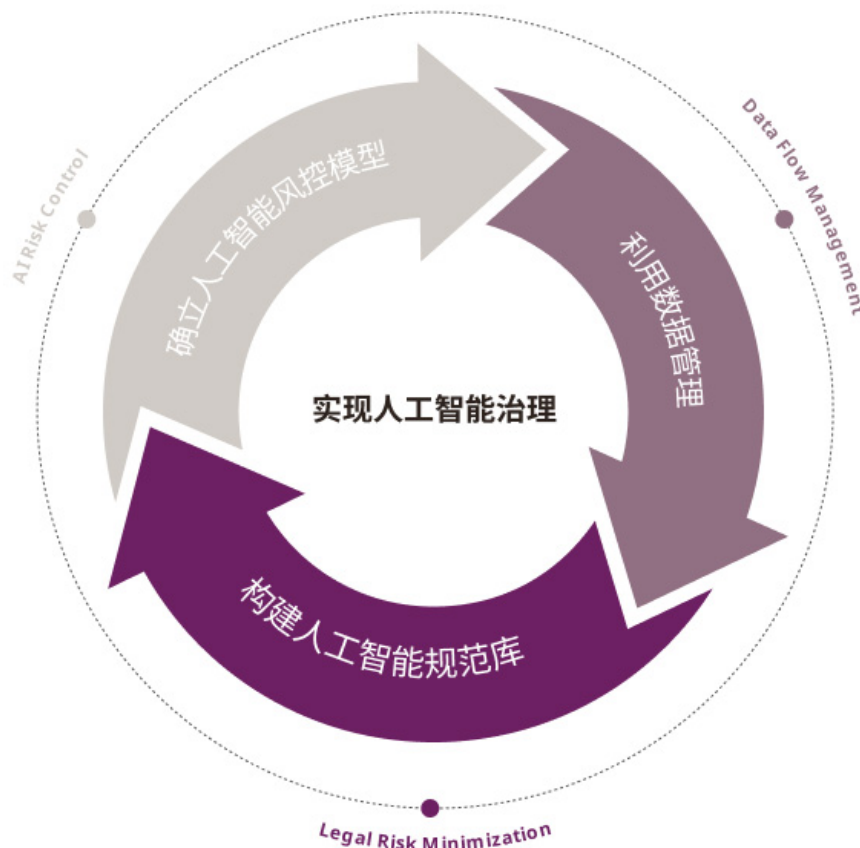 AI Risk Control
确立人工智能风控模型
Data Flow Management
利用数据管理
实现人工智能治理
构建人工智能规范库
Legal Risk Minimization